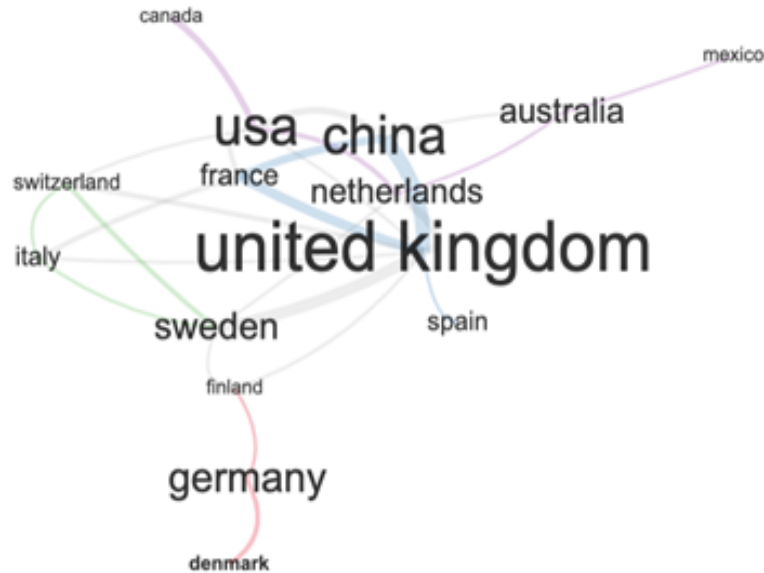 canada
mexico
australia
usa china
france
switzerland
netherlands
italy
united kingdom
sweden
spain
finland
germany
denmark